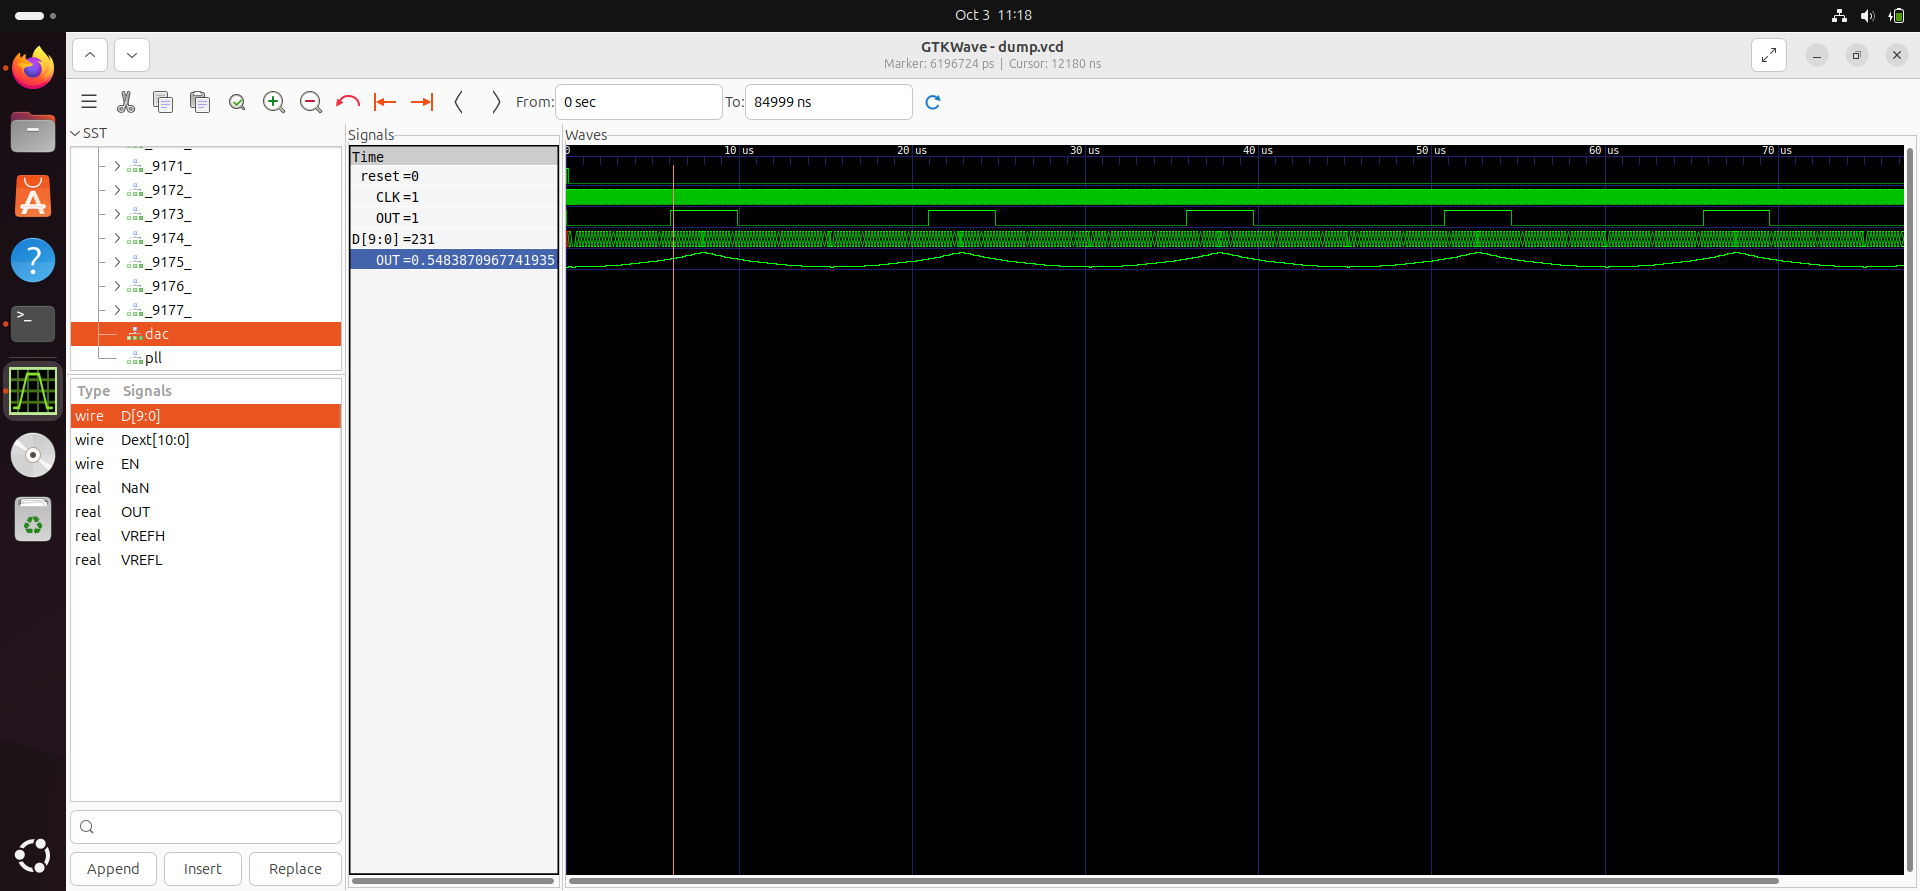 Oct 3 11:18
GTKWave - dump.vcd
Marker: 6196724 ps | Cursor: 12180 ns
From: 0 sec To: 84999 ns
SST
_9171_
_9172_
_9173_
_9174_
_9175_
_9176_
_9177_
dac
pll
Type Signals
wire D[9:0]
wire Dext[10:0]
wire EN
real NaN
real OUT
real VREFH
real VREFL
Append Insert Replace
Signals
Time
reset=0
CLK=1
OUT=1
D[9:0]=231
OUT=0.5483870967741935
Waves
0 10 us 20 us 30 us 40 us 50 us 60 us 70 us